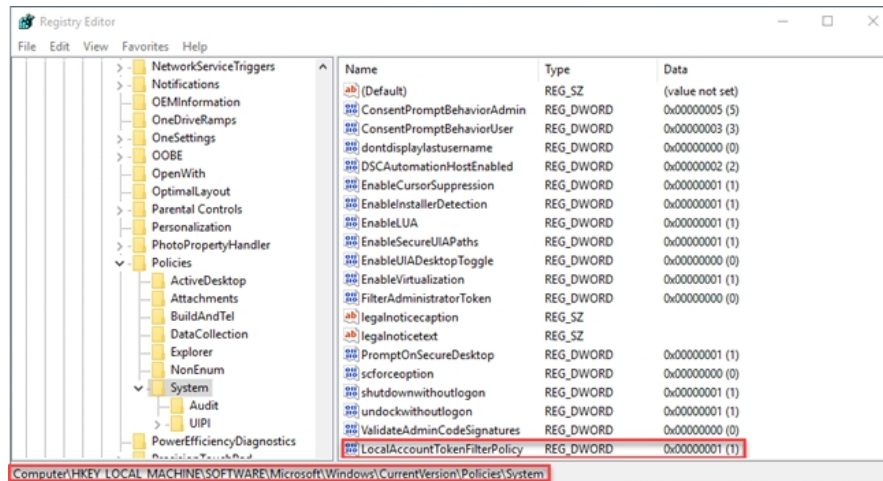 Registry Editor
File Edit View Favorites Help
NetworkServiceTriggers
Notifications
OEMInformation
OneDriveRamps
OneSettings
OOBE
OpenWith
OptimalLayout
Parental Controls
Personalization
PhotoPropertyHandler
Policies
ActiveDesktop
Attachments
BuildAndTel
DataCollection
Explorer
NonEnum
System
Audit
UIPI
PowerEfficiencyDiagnostics
PrecisionTouchPad
Name Type Data
(Default) REG_SZ (value not set)
ConsentPromptBehaviorAdmin REG_DWORD 0x00000005 (5)
ConsentPromptBehaviorUser REG_DWORD 0x00000003 (3)
dontdisplaylastusername REG_DWORD 0x00000000 (0)
DSCAutomationHostEnabled REG_DWORD 0x00000002 (2)
EnableCursorSuppression REG_DWORD 0x00000001 (1)
EnableInstallerDetection REG_DWORD 0x00000001 (1)
EnableLUA REG_DWORD 0x00000001 (1)
EnableSecureUIAPaths REG_DWORD 0x00000001 (1)
EnableUIADesktopToggle REG_DWORD 0x00000000 (0)
EnableVirtualization REG_DWORD 0x00000001 (1)
FilterAdministratorToken REG_DWORD 0x00000000 (0)
legalnoticecaption REG_SZ
legalnoticetext REG_SZ
PromptOnSecureDesktop REG_DWORD 0x00000001 (1)
scforceoption REG_DWORD 0x00000000 (0)
shutdownwithoutlogon REG_DWORD 0x00000001 (1)
undockwithoutlogon REG_DWORD 0x00000001 (1)
ValidateAdminCodeSignatures REG_DWORD 0x00000000 (0)
LocalAccountTokenFilterPolicy REG_DWORD 0x00000001 (1)
Computer\HKEY_LOCAL_MACHINE\SOFTWARE\Microsoft\Windows\CurrentVersion\Policies\System